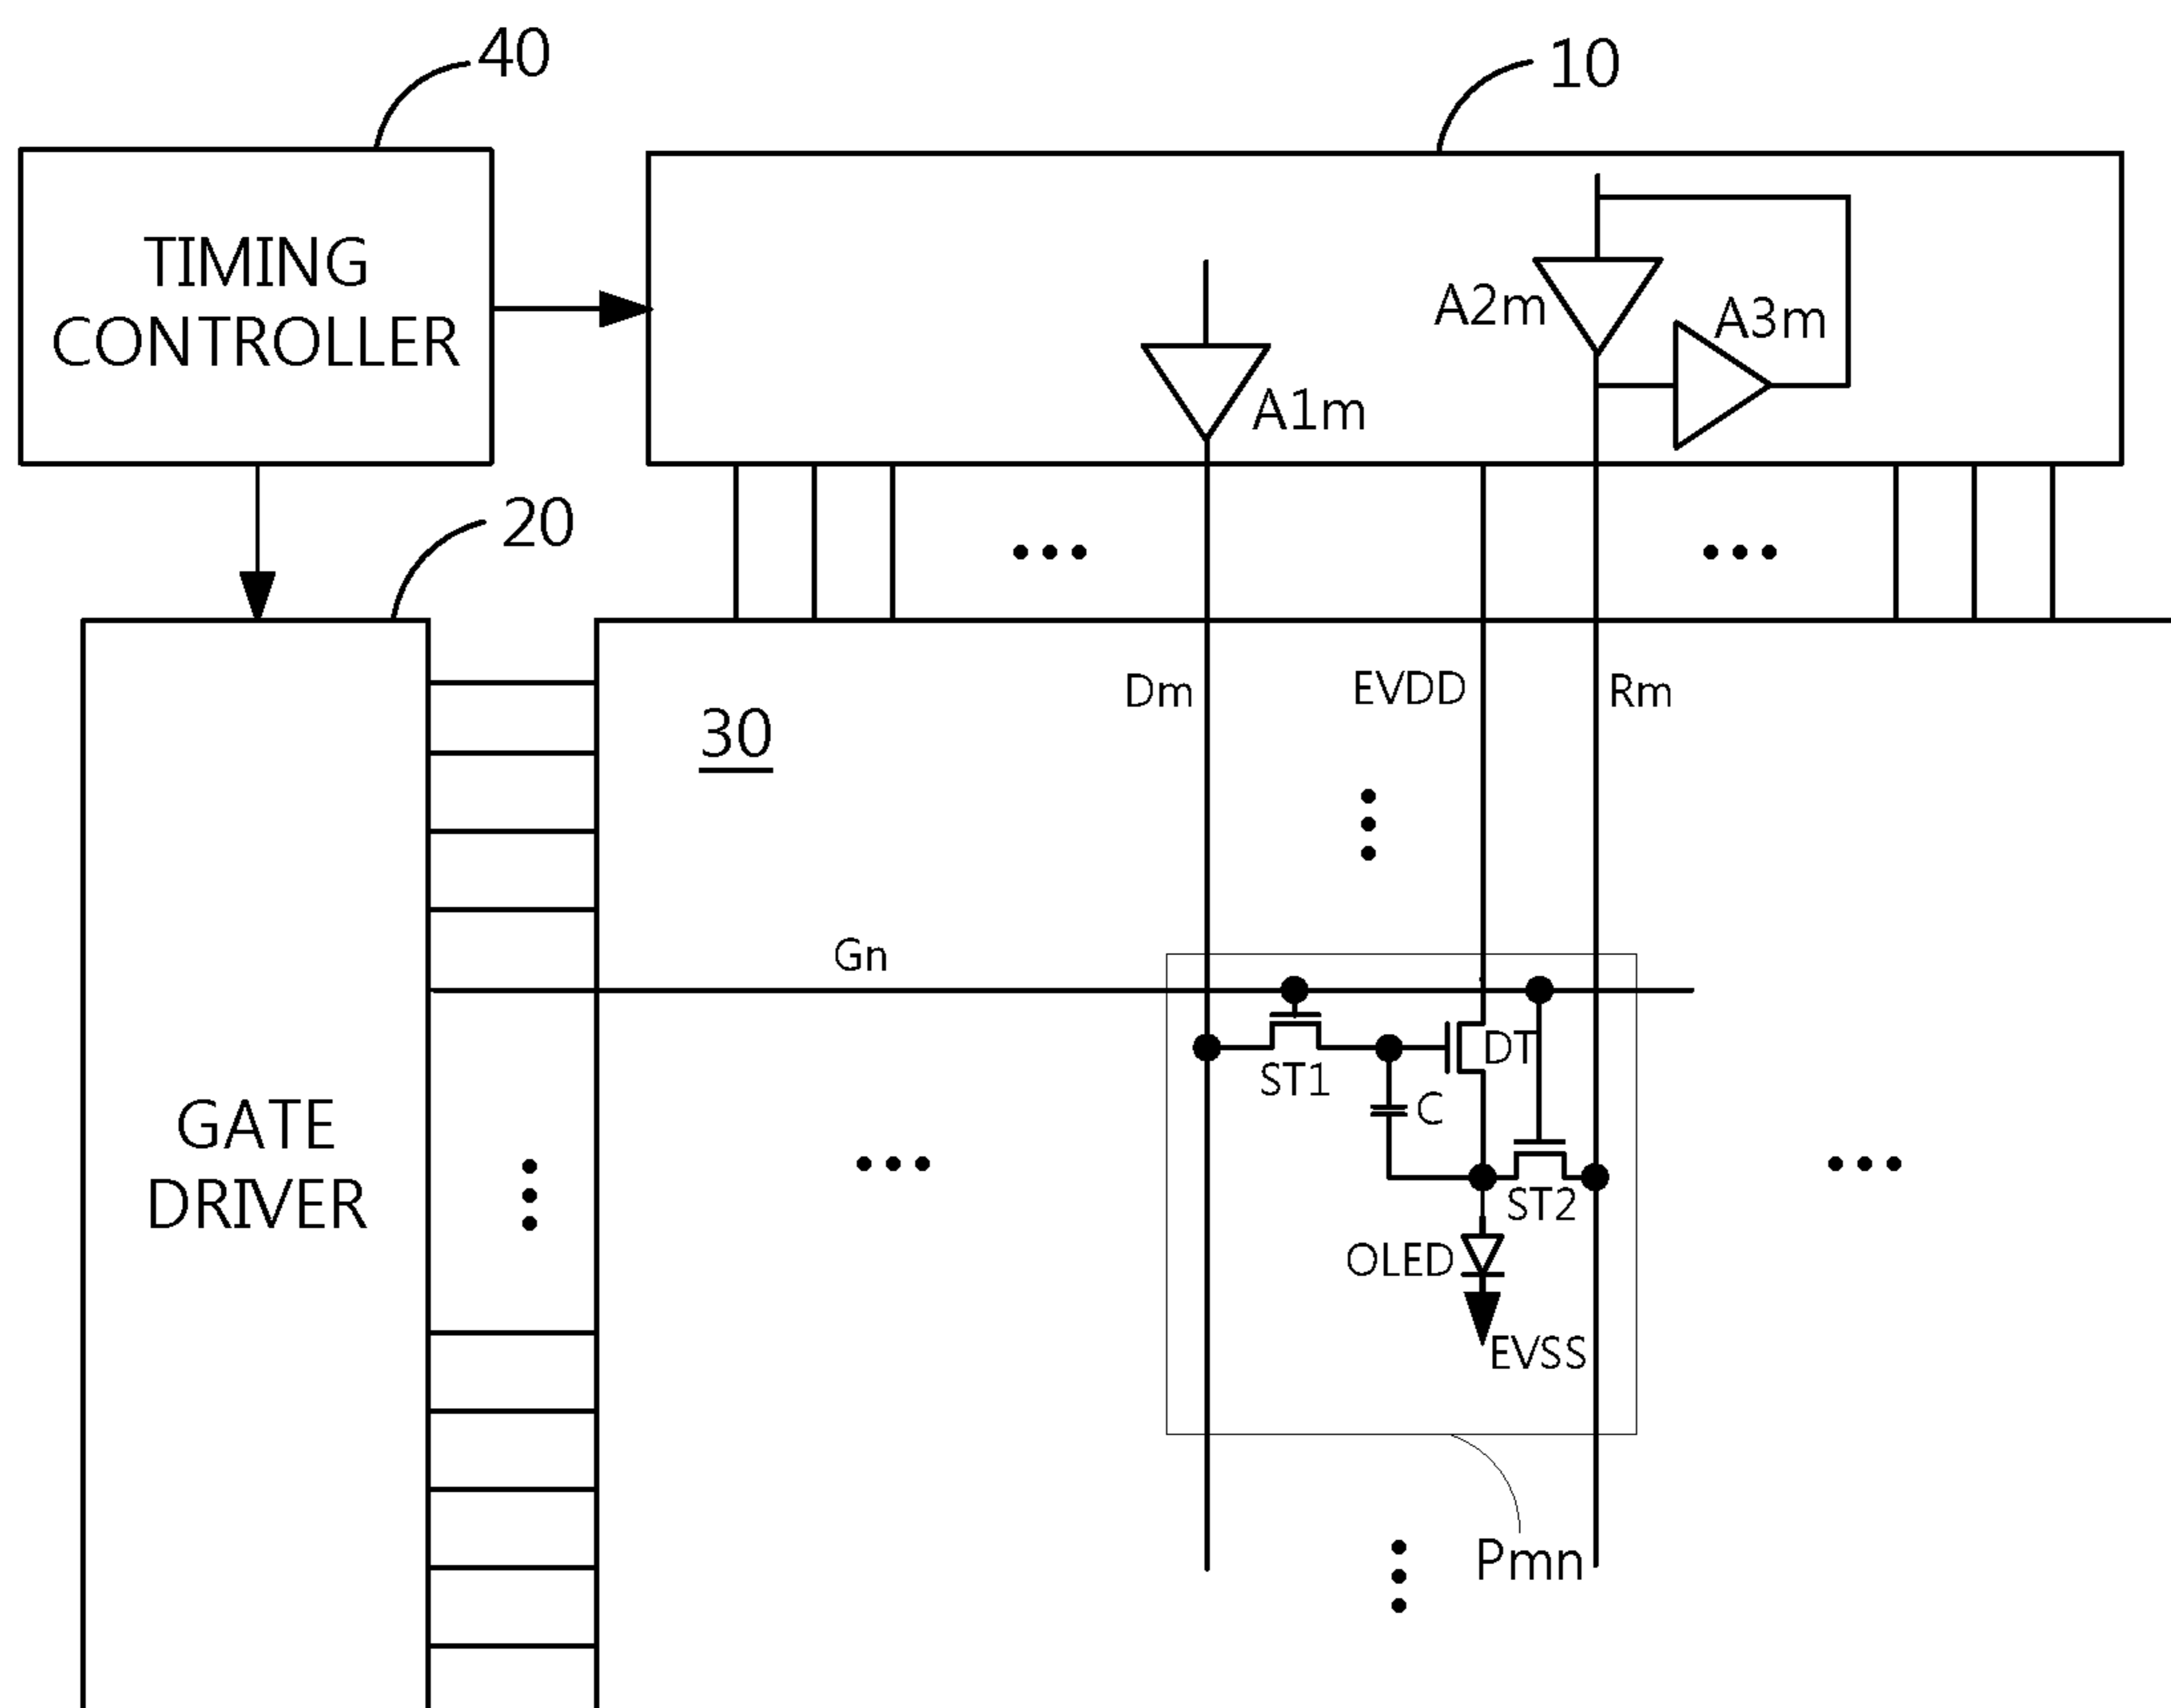 40
10
TIMING
CONTROLLER
A2m
A3m
A1m
20
Dm
EVDD
Rm
30
Gn
DT
ST1
C
GATE
DRIVER
ST2
OLED
EVSS
Pmn